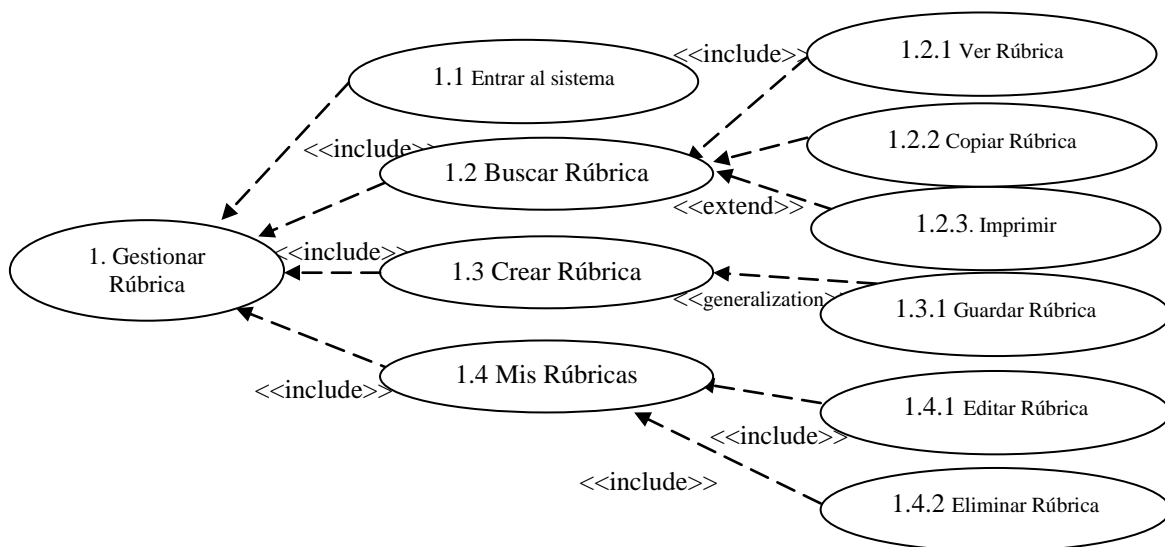 <<include>>
1.2.1 Ver Rúbrica
1.1 Entrar al sistema
<<include>>
1.2.2 Copiar Rúbrica
1.2 Buscar Rúbrica
<<extend>>
1.2.3. Imprimir
1. Gestionar
Rúbrica
<<include>>
1.3 Crear Rúbrica
<<generalization>>
1.3.1 Guardar Rúbrica
<<include>>
1.4 Mis Rúbricas
1.4.1 Editar Rúbrica
<<include>>
<<include>>
1.4.2 Eliminar Rúbrica